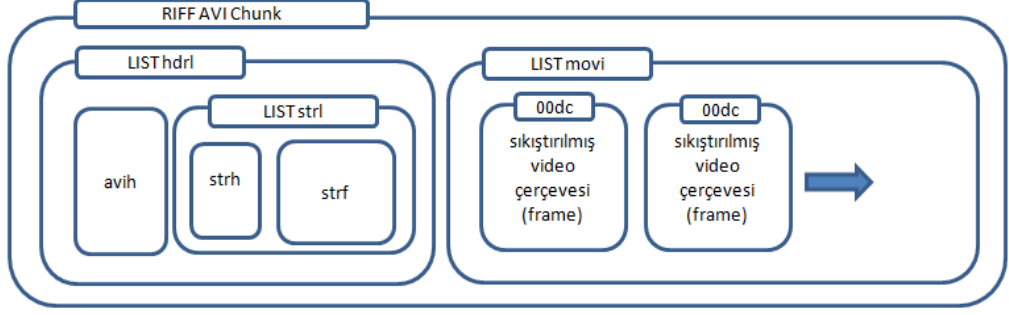 RIFF AVI Chunk
LIST hdrl
avih
LIST strl
strh
strf
LIST movi
00dc
sıkıştırılmış
video
çerçevesi
(frame)
00dc
sıkıştırılmış
video
çerçevesi
(frame)